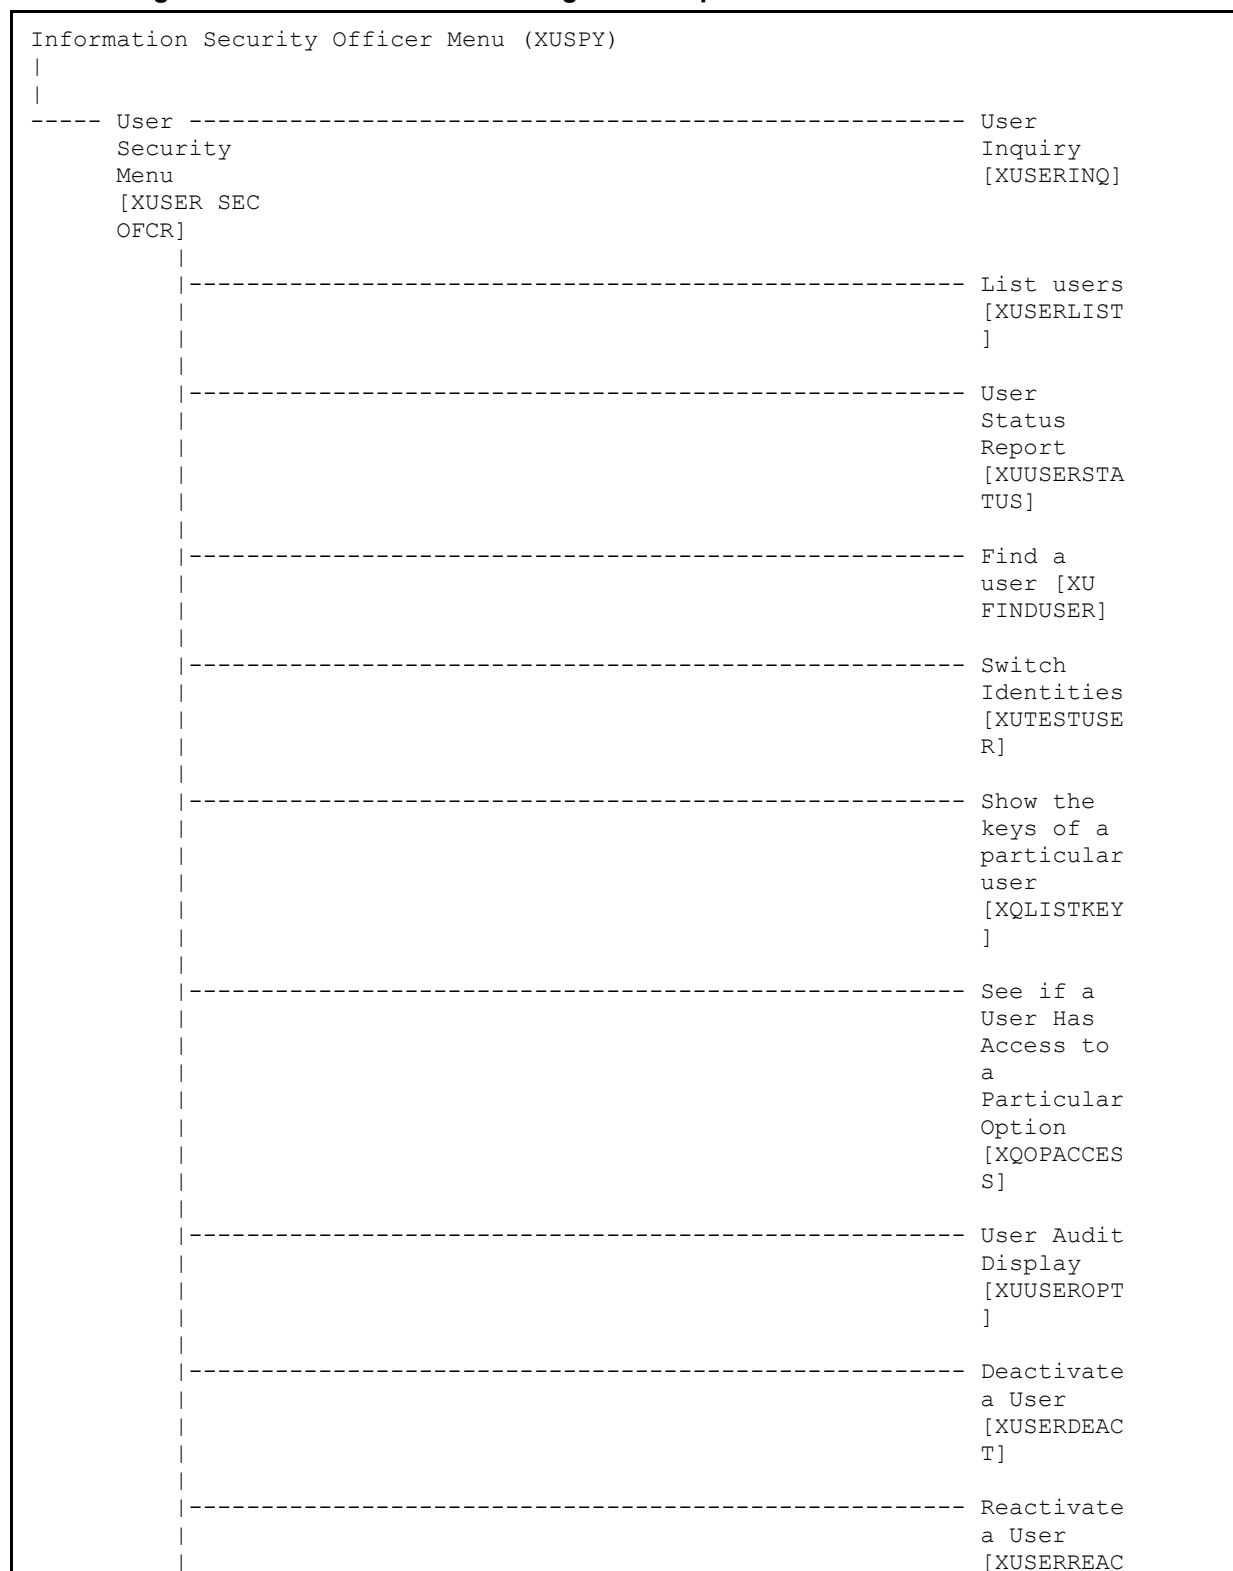 Information Security Officer Menu (XUSPY)
|
|
----- User ------------------------------------------------------ User
Security Inquiry
Menu [XUSERINQ]
[XUSER SEC
OFCR]
|
|------------------------------------------------------ List users
| [XUSERLIST
| ]
|
|------------------------------------------------------ User
| Status
| Report
| [XUUSERSTA
| TUS]
|
|------------------------------------------------------ Find a
| user [XU
| FINDUSER]
|
|------------------------------------------------------ Switch
| Identities
| [XUTESTUSE
| R]
|
|------------------------------------------------------ Show the
| keys of a
| particular
| user
| [XQLISTKEY
| ]
|
|------------------------------------------------------ See if a
| User Has
| Access to
| a
| Particular
| Option
| [XQOPACCES
| S]
|
|------------------------------------------------------ User Audit
| Display
| [XUUSEROPT
| ]
|
|------------------------------------------------------ Deactivate
| a User
| [XUSERDEAC
| T]
|
|------------------------------------------------------ Reactivate
| a User
| [XUSERREAC